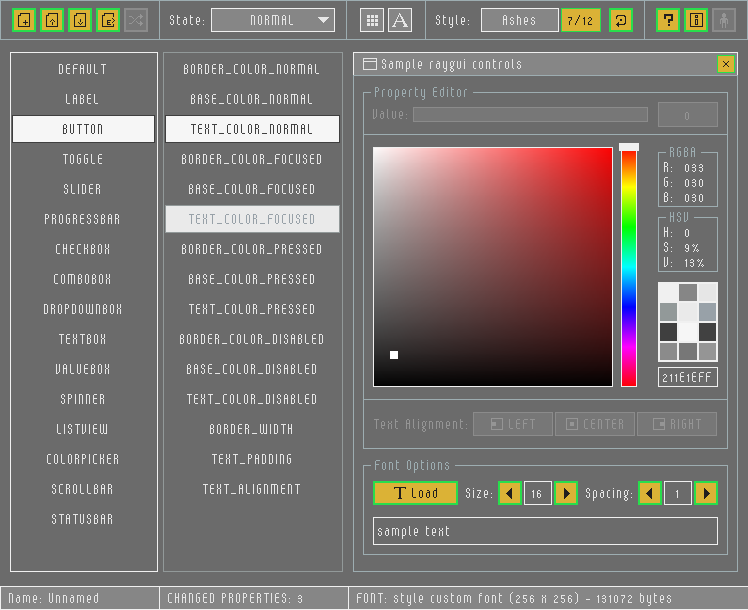 State: NORMAL Style: Ashes 7/12
DEFAULT
LABEL
BUTTON
TOGGLE
SLIDER
PROGRESSBAR
CHECKBOX
COMBOBOX
DROPDOWNBOX
TEXTBOX
VALUEBOX
SPINNER
LISTVIEW
COLORPICKER
SCROLLBAR
STATUSBAR
BORDER_COLOR_NORMAL
BASE_COLOR_NORMAL
TEXT_COLOR_NORMAL
BORDER_COLOR_FOCUSED
BASE_COLOR_FOCUSED
TEXT_COLOR_FOCUSED
BORDER_COLOR_PRESSED
BASE_COLOR_PRESSED
TEXT_COLOR_PRESSED
BORDER_COLOR_DISABLED
BASE_COLOR_DISABLED
TEXT_COLOR_DISABLED
BORDER_WIDTH
TEXT_PADDING
TEXT_ALIGNMENT
Sample raygui controls
Property Editor
Value: 0
RGBA
R: 033
G: 030
B: 030
HSV
H: 0
S: 9%
V: 13%
211E1EFF
Text Alignment: LEFT CENTER RIGHT
Font Options
Load Size: 16 Spacing: 1
sample text
Name: Unnamed CHANGED PROPERTIES: 3 FONT: style custom font (256 x 256) - 131072 bytes